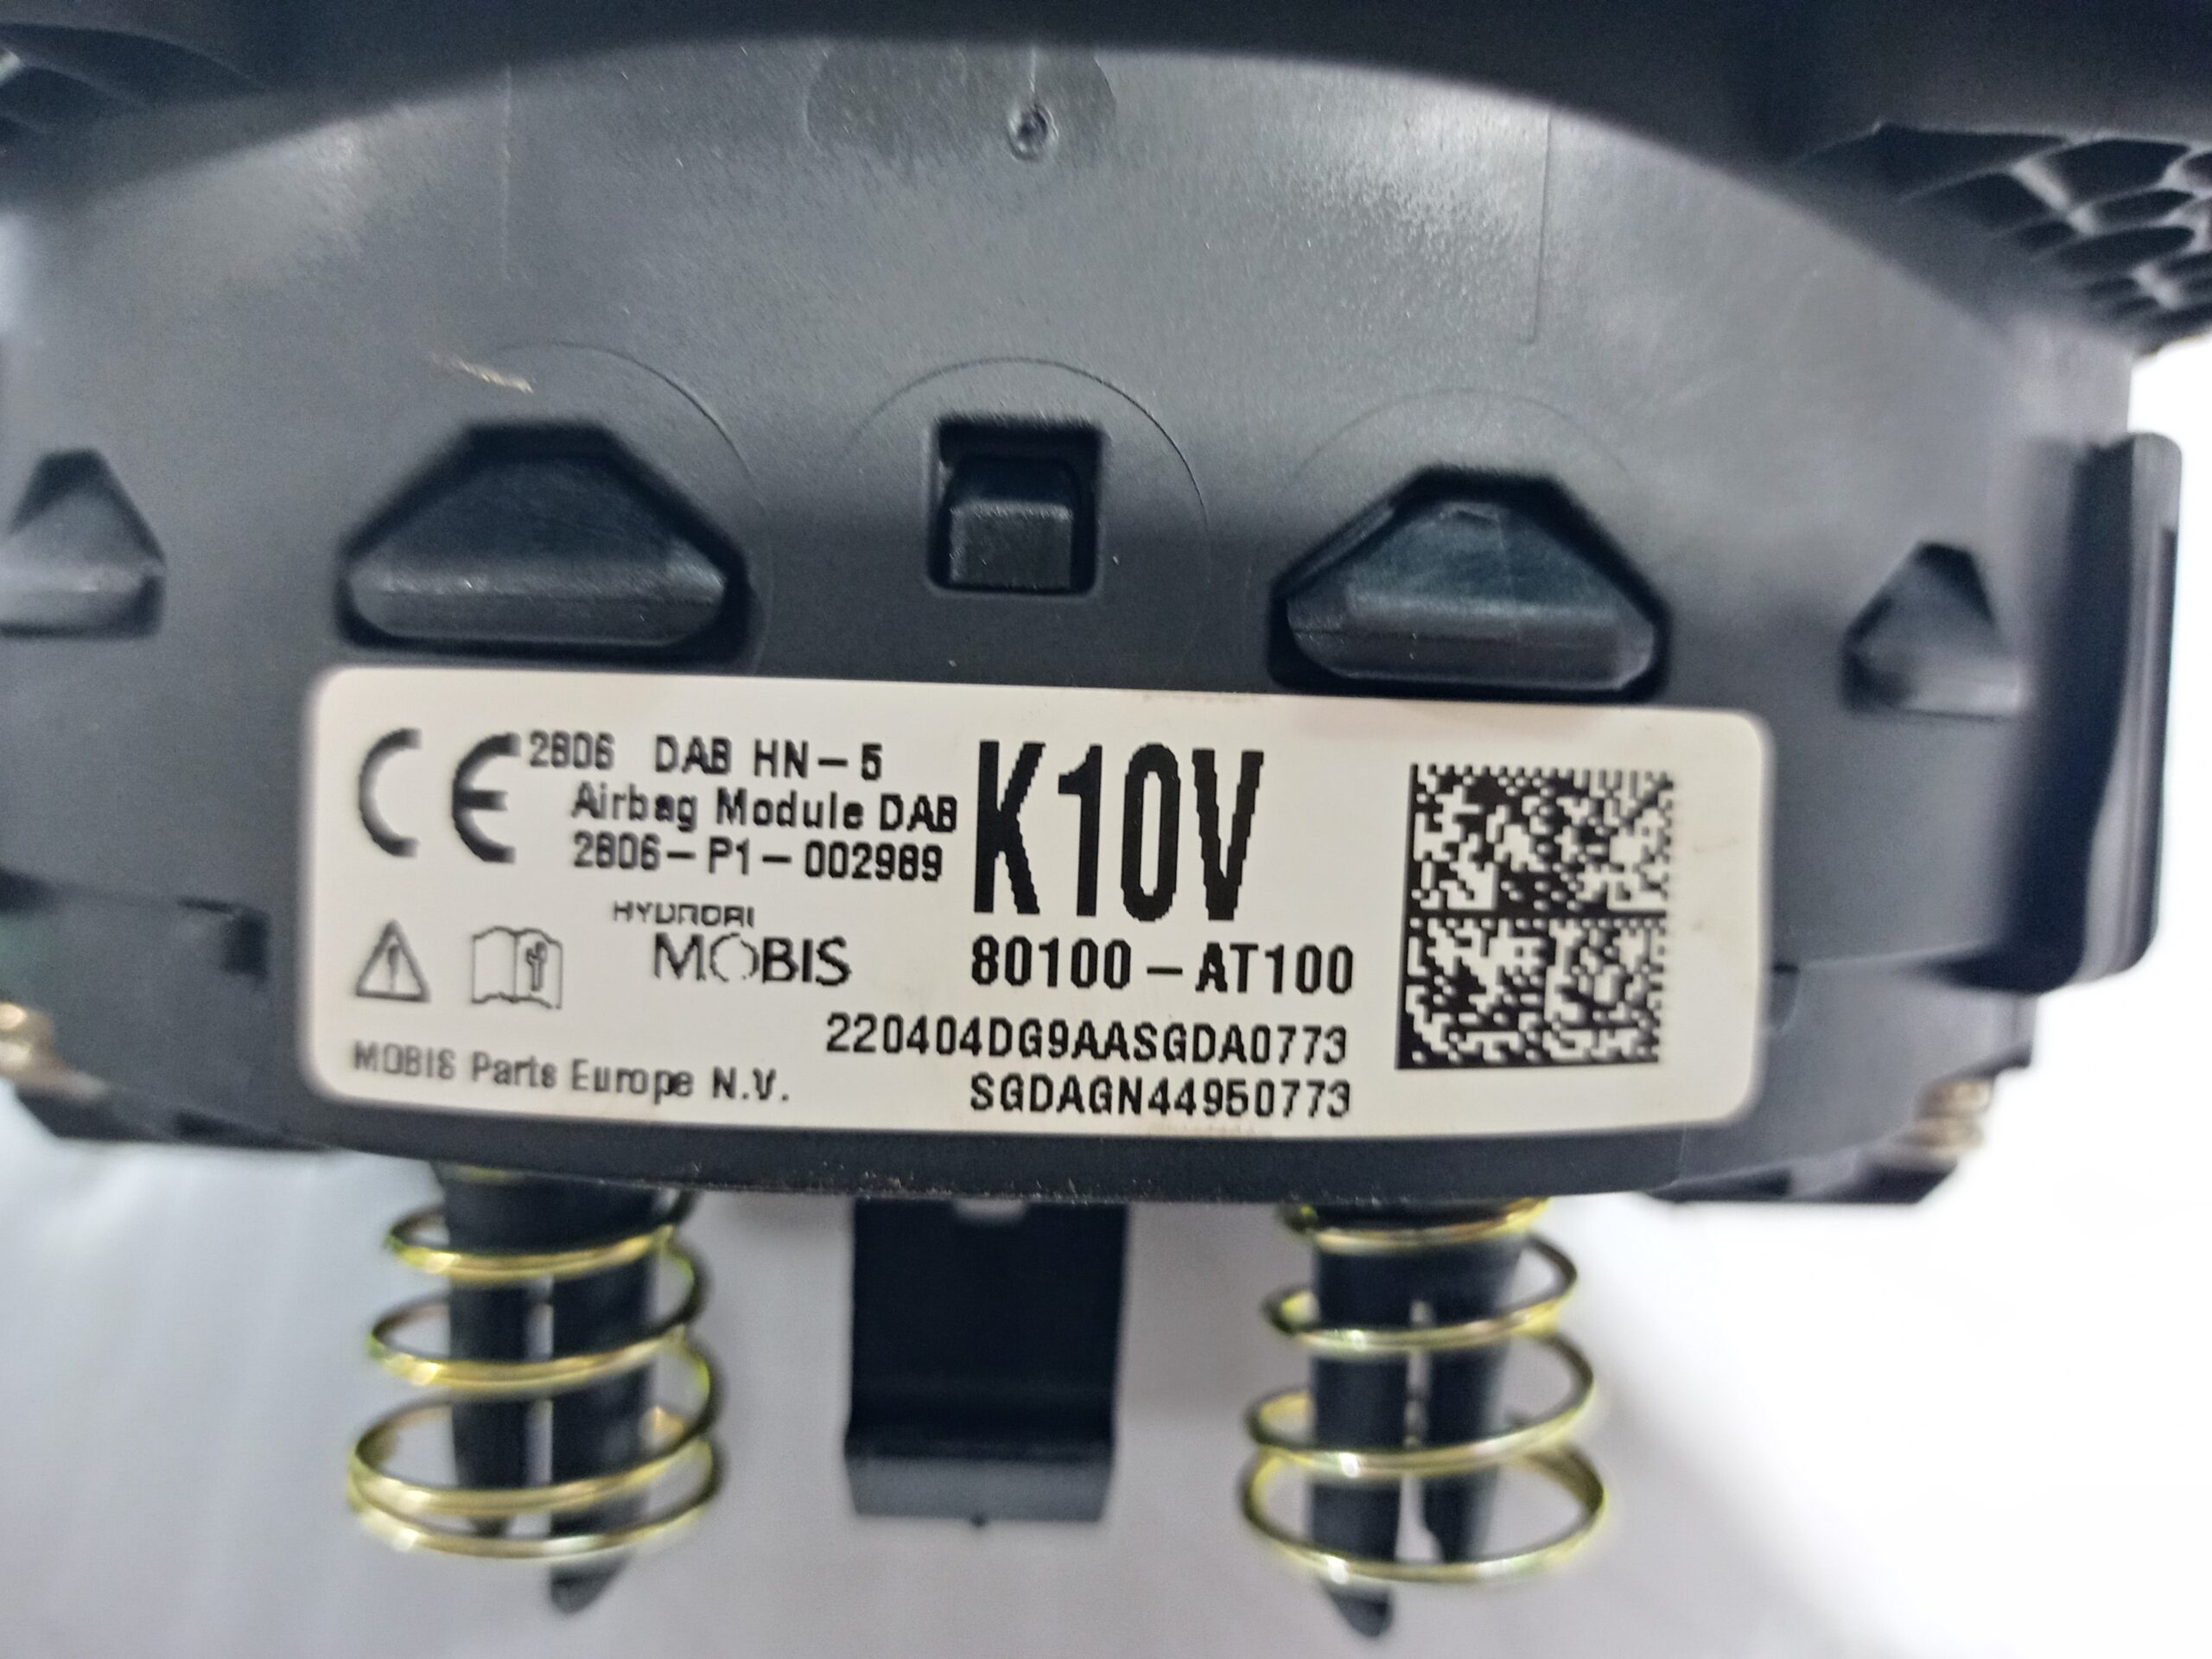 CE 2806 DAB HN-5
Airbag Module DAB
2806-P1-002989
K10V
HYUNDAI
MOBIS
80100-AT100
220404DG9AASGDA0773
MOBIS Parts Europe N.V.
SGDAGN44950773